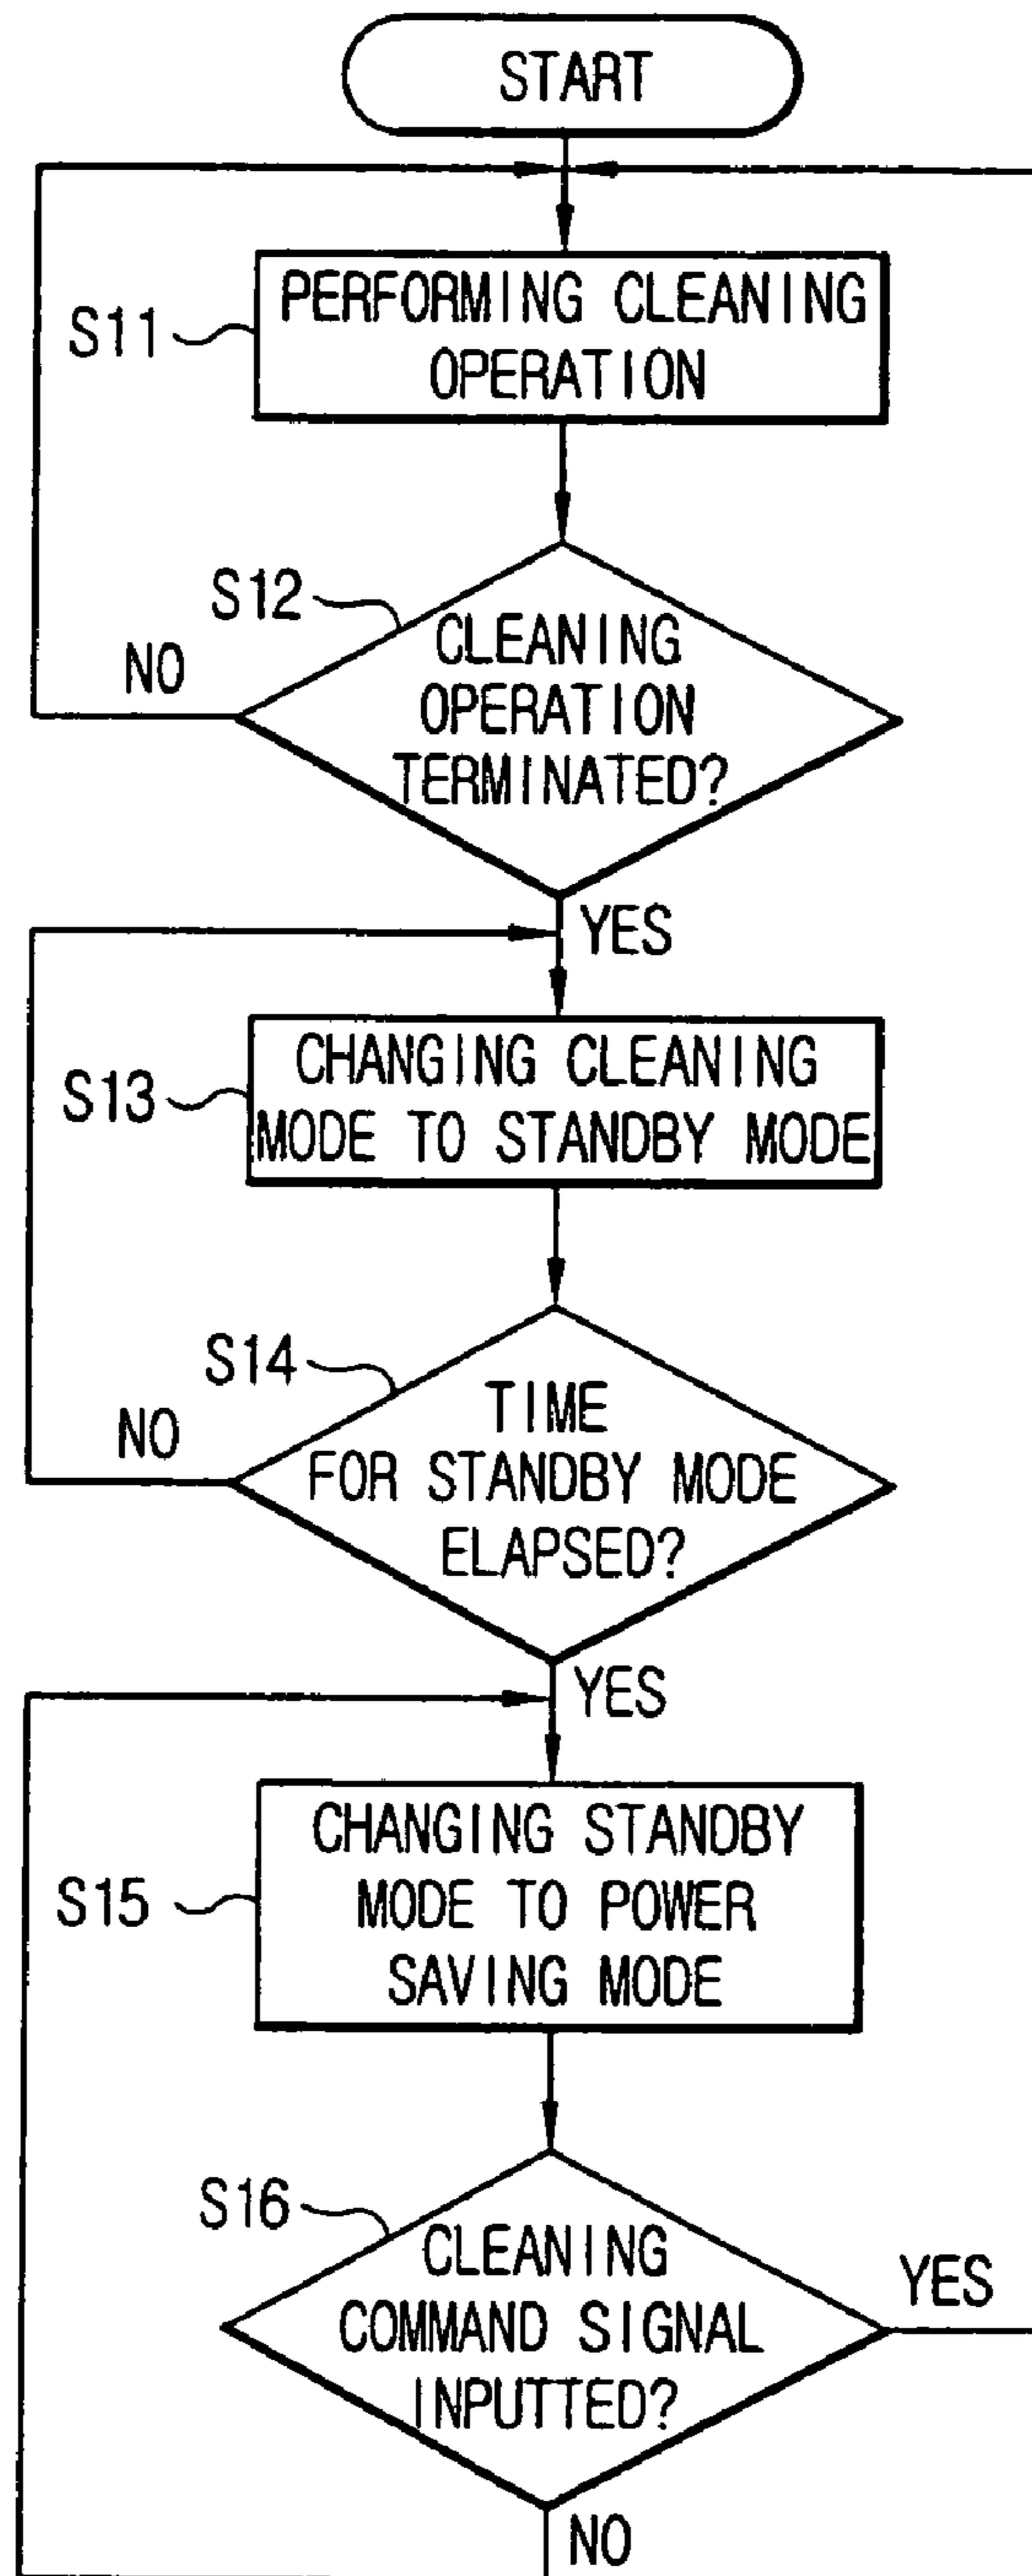 START
S11
PERFORMING CLEANING
OPERATION
S12
CLEANING
OPERATION
TERMINATED?
NO
YES
S13
CHANGING CLEANING
MODE TO STANDBY MODE
S14
TIME
FOR STANDBY MODE
ELAPSED?
NO
YES
S15
CHANGING STANDBY
MODE TO POWER
SAVING MODE
S16
CLEANING
COMMAND SIGNAL
INPUTTED?
YES
NO